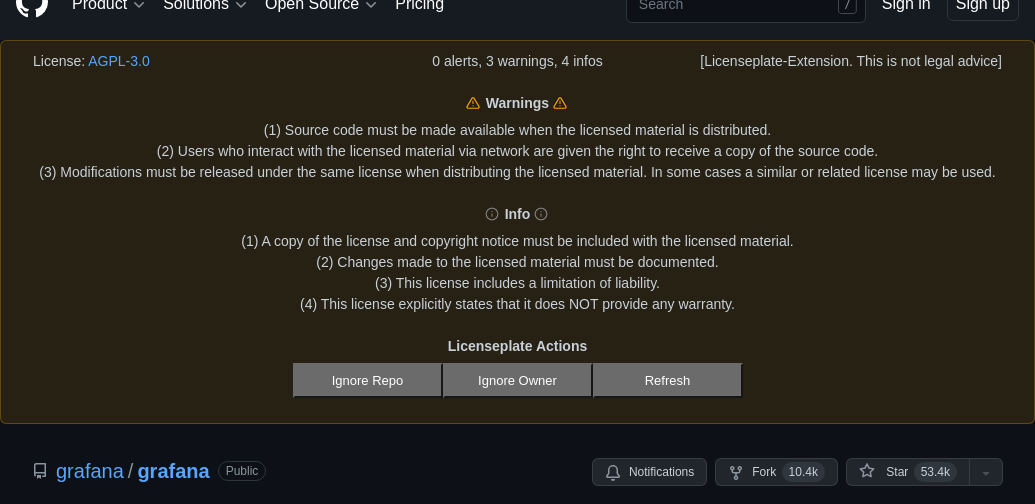 Product Solutions Open Source Pricing Search / Sign in Sign up
License: AGPL-3.0 0 alerts, 3 warnings, 4 infos [Licenseplate-Extension. This is not legal advice]
Warnings
(1) Source code must be made available when the licensed material is distributed.
(2) Users who interact with the licensed material via network are given the right to receive a copy of the source code.
(3) Modifications must be released under the same license when distributing the licensed material. In some cases a similar or related license may be used.
Info
(1) A copy of the license and copyright notice must be included with the licensed material.
(2) Changes made to the licensed material must be documented.
(3) This license includes a limitation of liability.
(4) This license explicitly states that it does NOT provide any warranty.
Licenseplate Actions
Ignore Repo Ignore Owner Refresh
grafana / grafana Public Notifications Fork 10.4k Star 53.4k